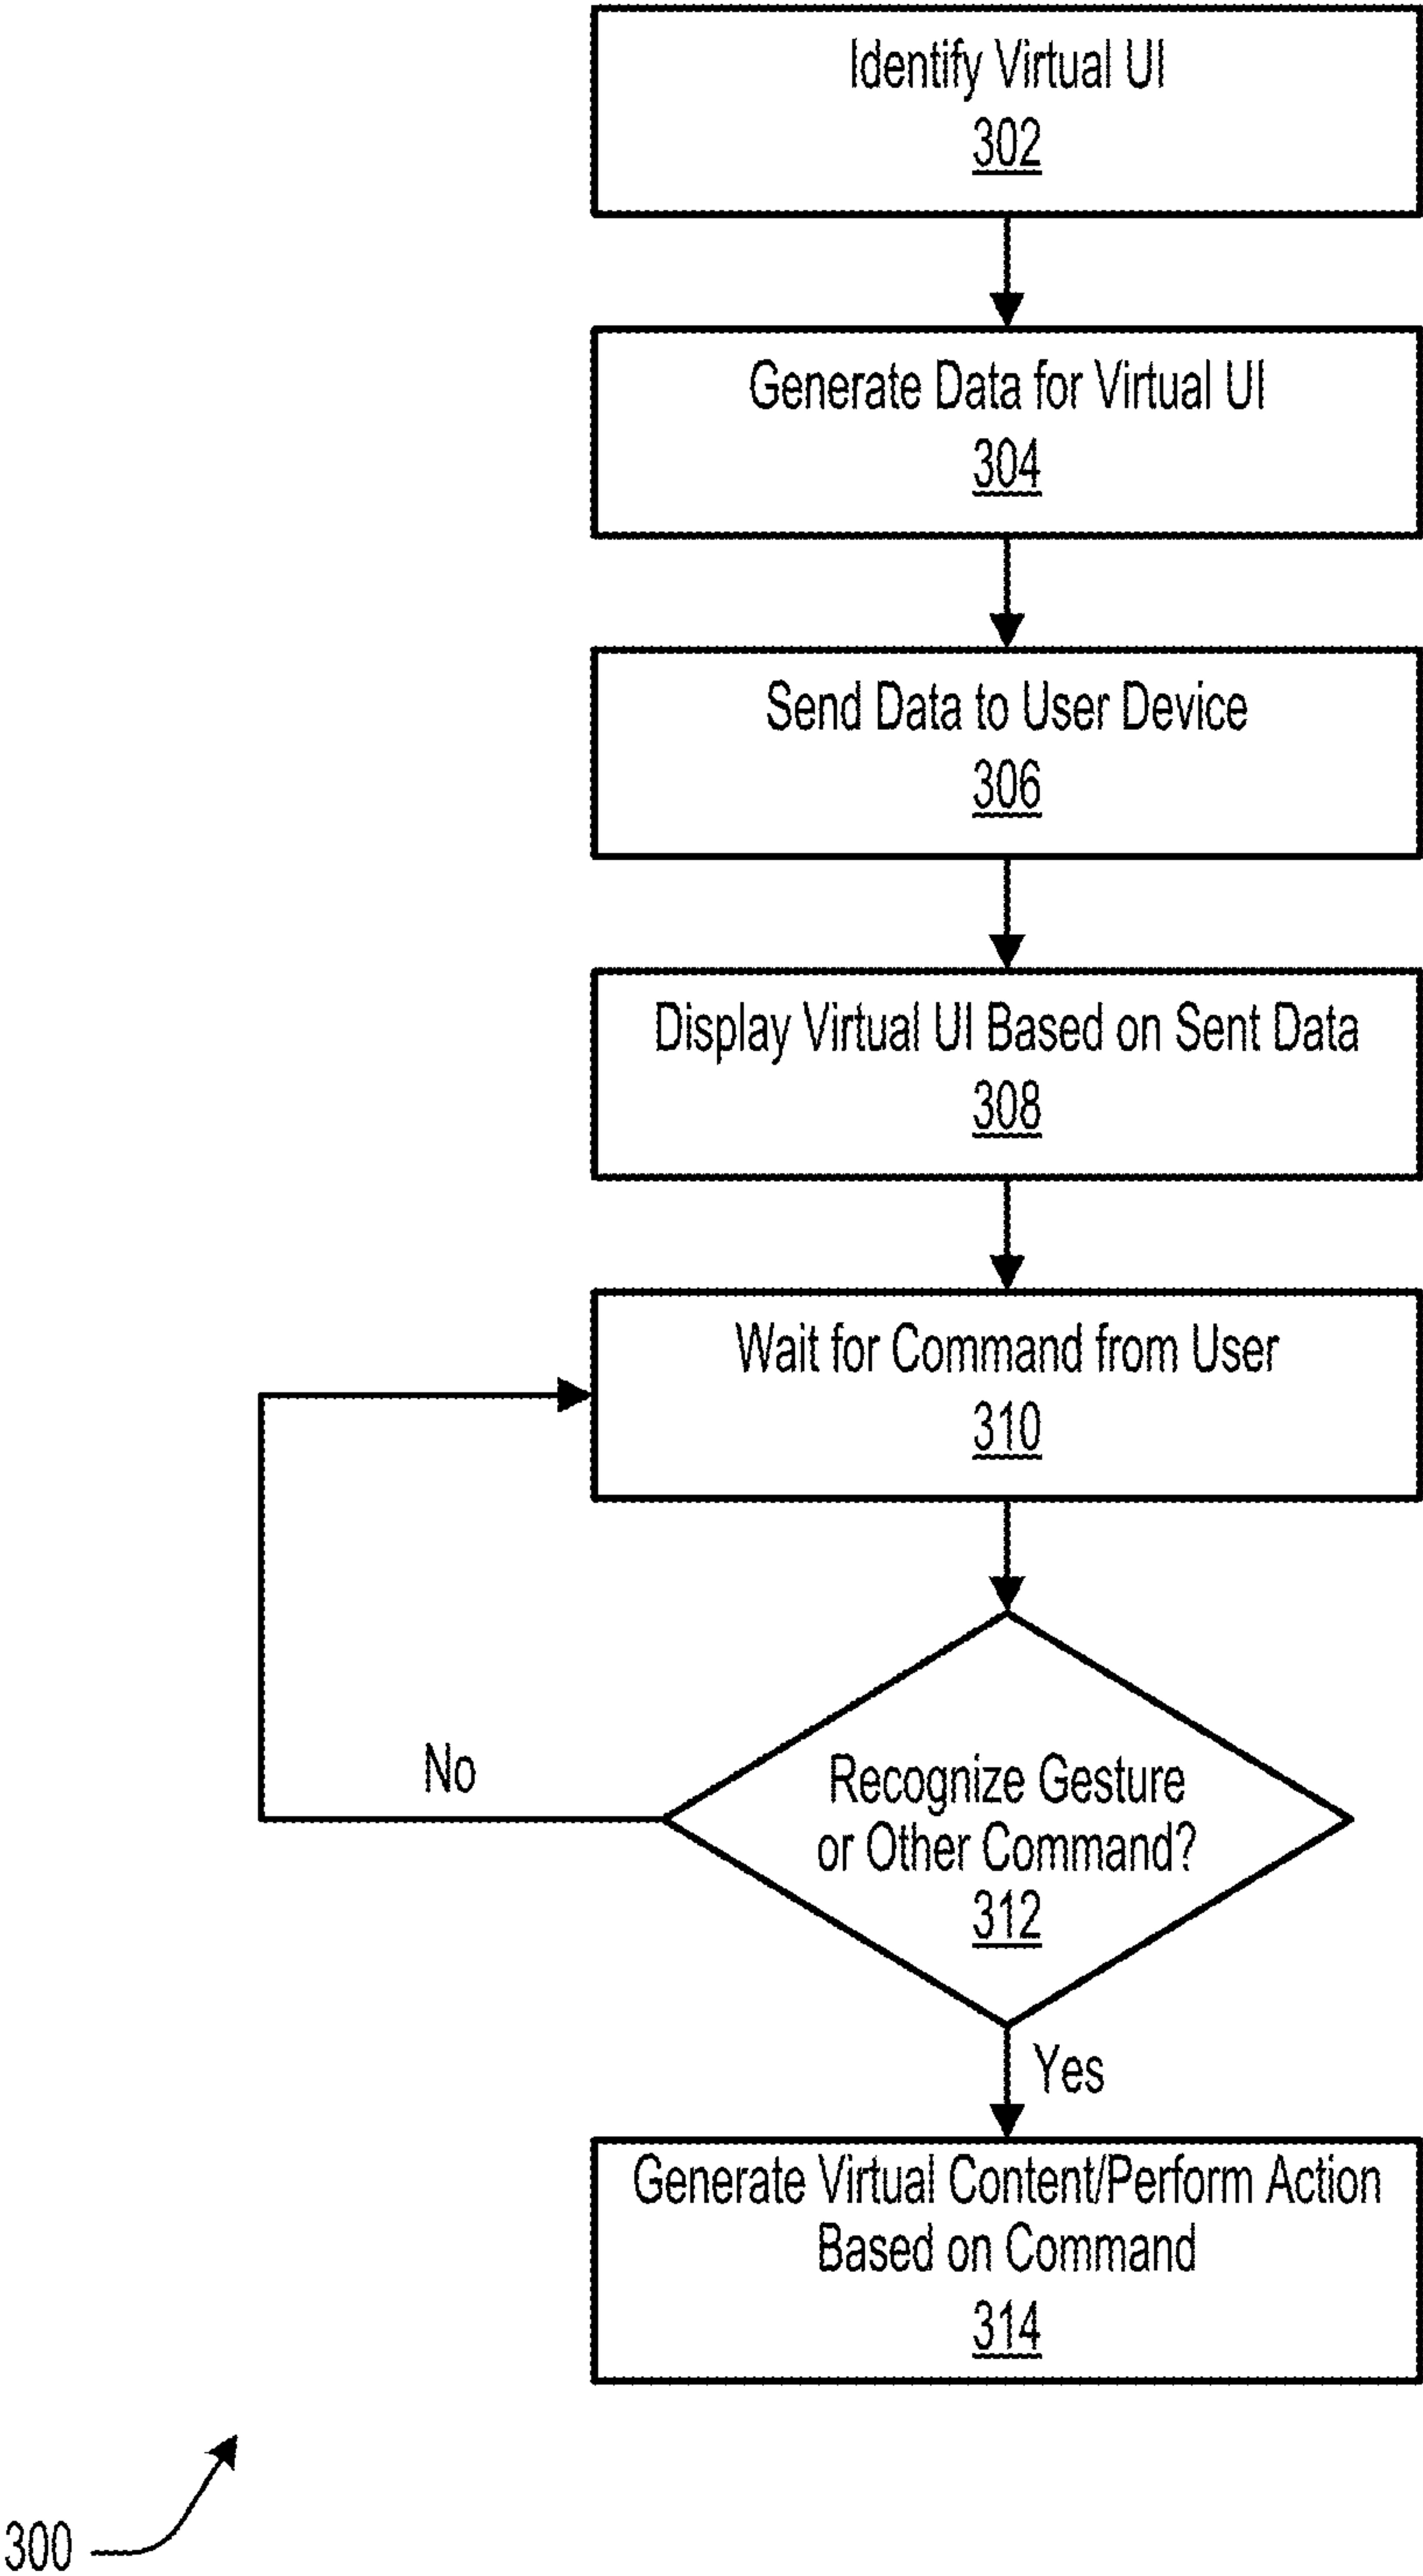 Identify Virtual UI
302
Generate Data for Virtual UI
304
Send Data to User Device
306
Display Virtual UI Based on Sent Data
308
Wait for Command from User
310
No
Recognize Gesture
or Other Command?
312
Yes
Generate Virtual Content/Perform Action
Based on Command
314
300